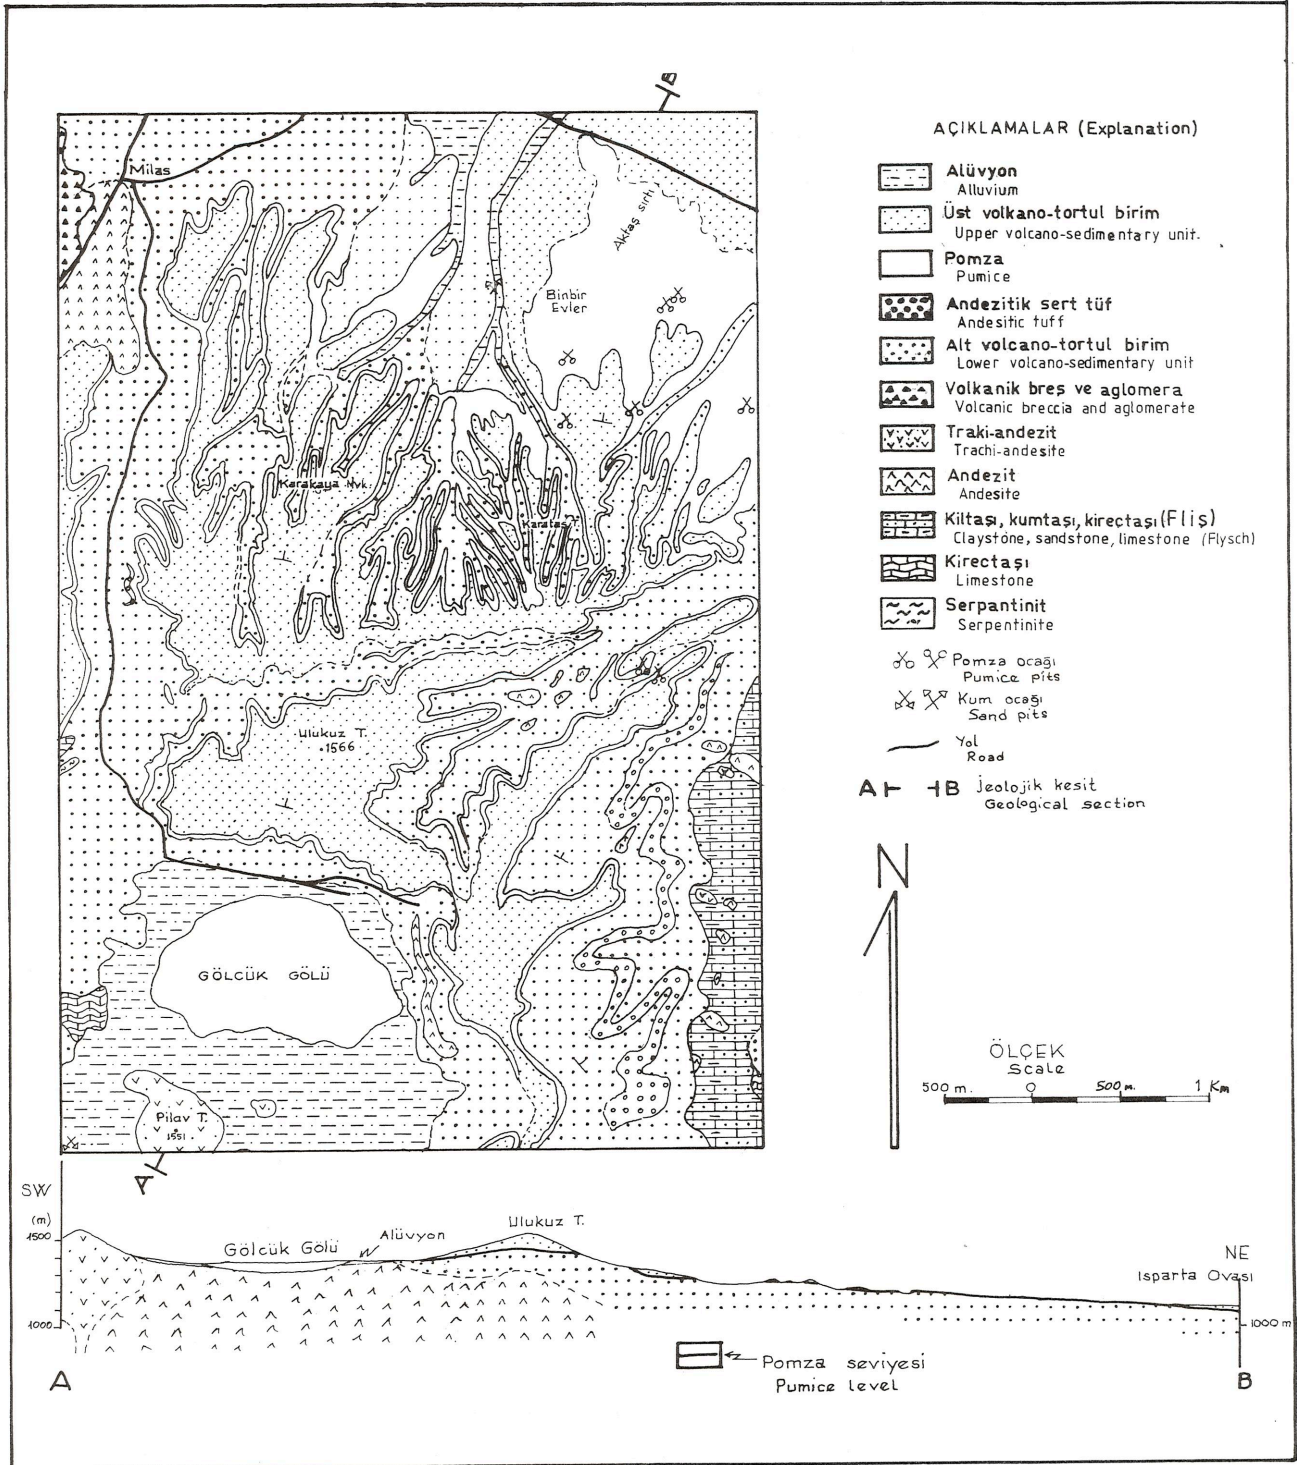 B
Milas
Aktaş sırtı
Binbir
Evler
Karakaya Mvk.
Karataş T.
Ulukuz T.
.1566
GÖLCÜK GÖLÜ
Pilav T.
1551
A
AÇIKLAMALAR (Explanation)
Alüvyon
Alluvium
Üst volkano-tortul birim
Upper volcano-sedimentary unit.
Pomza
Pumice
Andezitik sert tüf
Andesitic tuff
Alt volcano-tortul birim
Lower volcano-sedimentary unit
Volkanik breş ve aglomera
Volcanic breccia and aglomerate
Traki-andezit
Trachi-andesite
Andezit
Andesite
Kiltaşı, kumtaşı, kirectaşı (Fliş)
Claystone, sandstone, limestone (Flysch)
Kirectaşı
Limestone
Serpantinit
Serpentinite
Pomza ocağı
Pumice pits
Kum ocağı
Sand pits
Yol
Road
A B Jeolojik kesit
Geological section
N
ÖLÇEK
Scale
500 m. 0 500 m. 1 Km
SW
(m)
1500
1000
Gölcük Gölü
Alüvyon
Ulukuz T.
NE
Isparta Ovası
1000 m
Pomza seviyesi
Pumice level
A
B